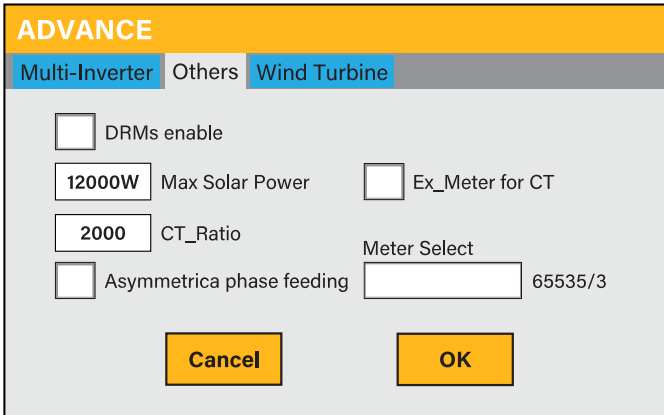 ADVANCE
Multi-Inverter Others Wind Turbine
DRMs enable
12000W Max Solar Power Ex_Meter for CT
2000 CT_Ratio
Meter Select
Asymmetrica phase feeding 65535/3
Cancel OK